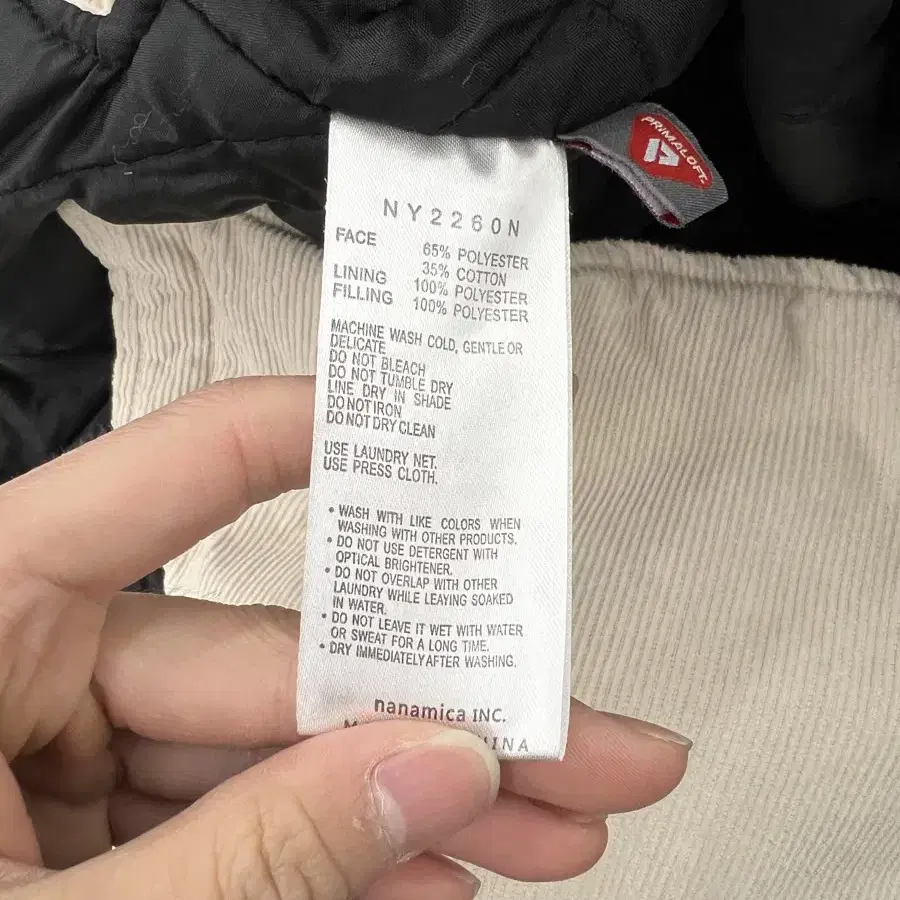 PRIMALOFT.
NY2260N
FACE 65% POLYESTER
35% COTTON
LINING 100% POLYESTER
FILLING 100% POLYESTER
MACHINE WASH COLD, GENTLE OR
DELICATE
DO NOT BLEACH
DO NOT TUMBLE DRY
LINE DRY IN SHADE
DO NOT IRON
DO NOT DRY CLEAN
USE LAUNDRY NET.
USE PRESS CLOTH.
• WASH WITH LIKE COLORS WHEN
WASHING WITH OTHER PRODUCTS.
• DO NOT USE DETERGENT WITH
OPTICAL BRIGHTENER.
• DO NOT OVERLAP WITH OTHER
LAUNDRY WHILE LEAVING SOAKED
IN WATER.
• DO NOT LEAVE IT WET WITH WATER
OR SWEAT FOR A LONG TIME.
• DRY IMMEDIATELY AFTER WASHING.
nanamica INC.